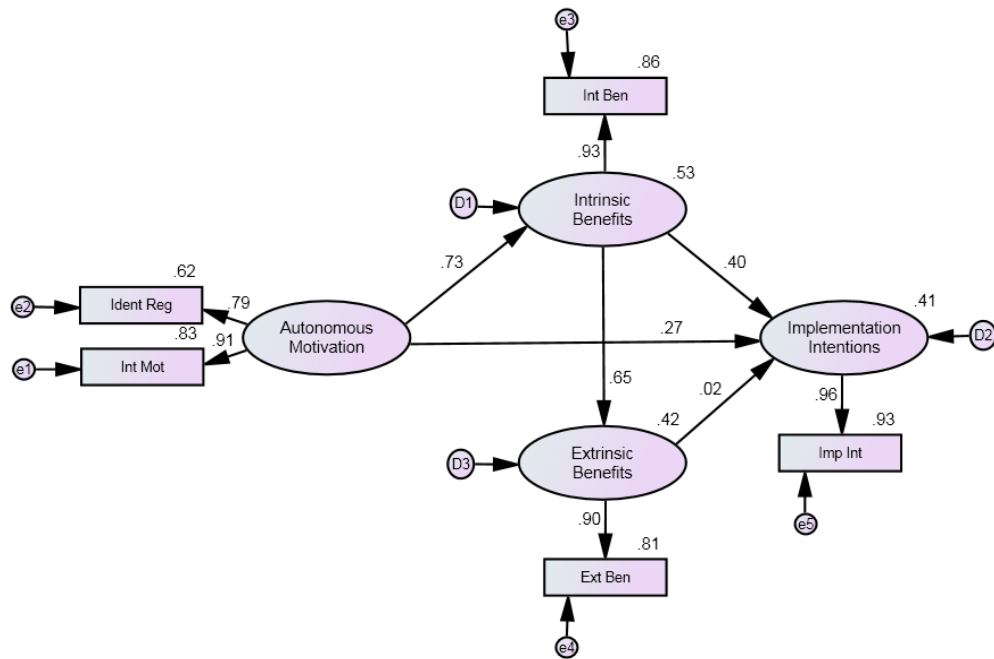 e3
.86
Int Ben
.93
.53
D1
Intrinsic
Benefits
.73
.40
.62
.41
e2
Ident Reg
.79
Autonomous
Motivation
.27
Implementation
Intentions
D2
.83
.91
e1
Int Mot
.65
.02
.96
.93
.42
D3
Extrinsic
Benefits
Imp Int
.90
.81
e5
Ext Ben
e4